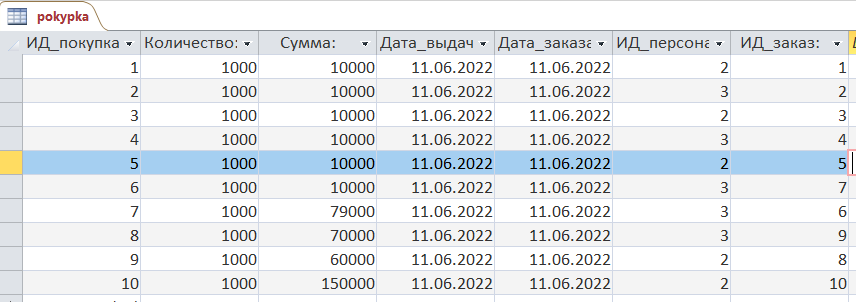 pokypka
ИД_покупка Количество: Сумма: Дата_выдач Дата_заказа ИД_персона ИД_заказ:
1 1000 10000 11.06.2022 11.06.2022 2 1
2 1000 10000 11.06.2022 11.06.2022 3 2
3 1000 10000 11.06.2022 11.06.2022 2 3
4 1000 10000 11.06.2022 11.06.2022 3 4
5 1000 10000 11.06.2022 11.06.2022 2 5
6 1000 10000 11.06.2022 11.06.2022 3 7
7 1000 79000 11.06.2022 11.06.2022 3 6
8 1000 70000 11.06.2022 11.06.2022 3 9
9 1000 60000 11.06.2022 11.06.2022 2 8
10 1000 150000 11.06.2022 11.06.2022 2 10